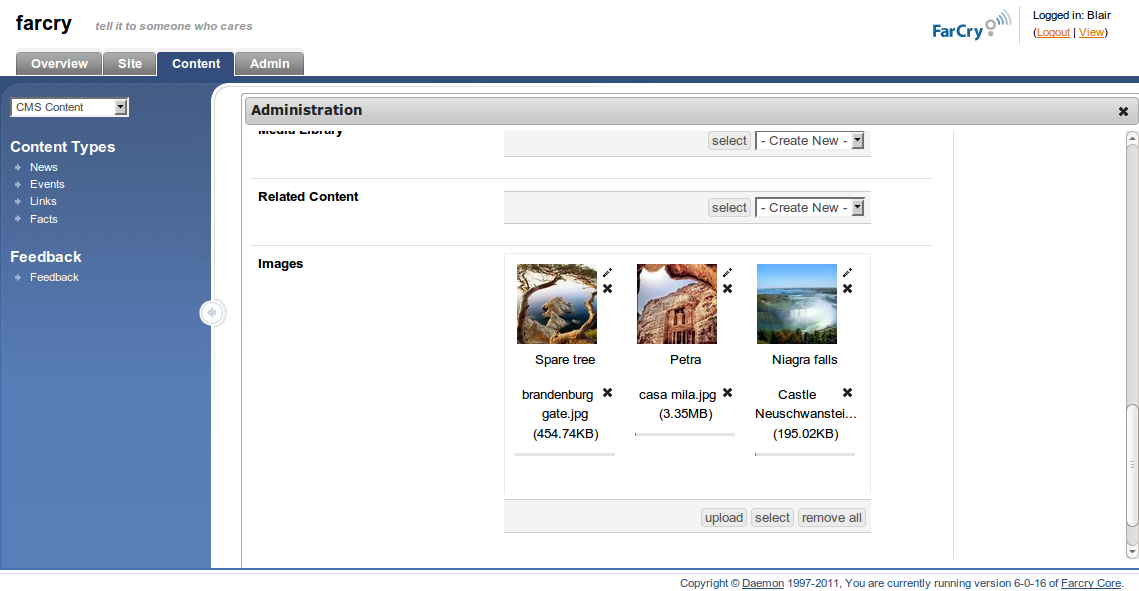 farcry
tell it to someone who cares
FarCry
Logged in: Blair
(Logout | View)
Overview
Site
Content
Admin
CMS Content
Content Types
News
Events
Links
Facts
Feedback
Feedback
Administration
Media Library
select
- Create New -
Related Content
select
- Create New -
Images
Spare tree
Petra
Niagra falls
brandenburg
gate.jpg
(454.74KB)
casa mila.jpg
(3.35MB)
Castle
Neuschwanstei...
(195.02KB)
upload
select
remove all
Copyright © Daemon 1997-2011, You are currently running version 6-0-16 of Farcry Core.